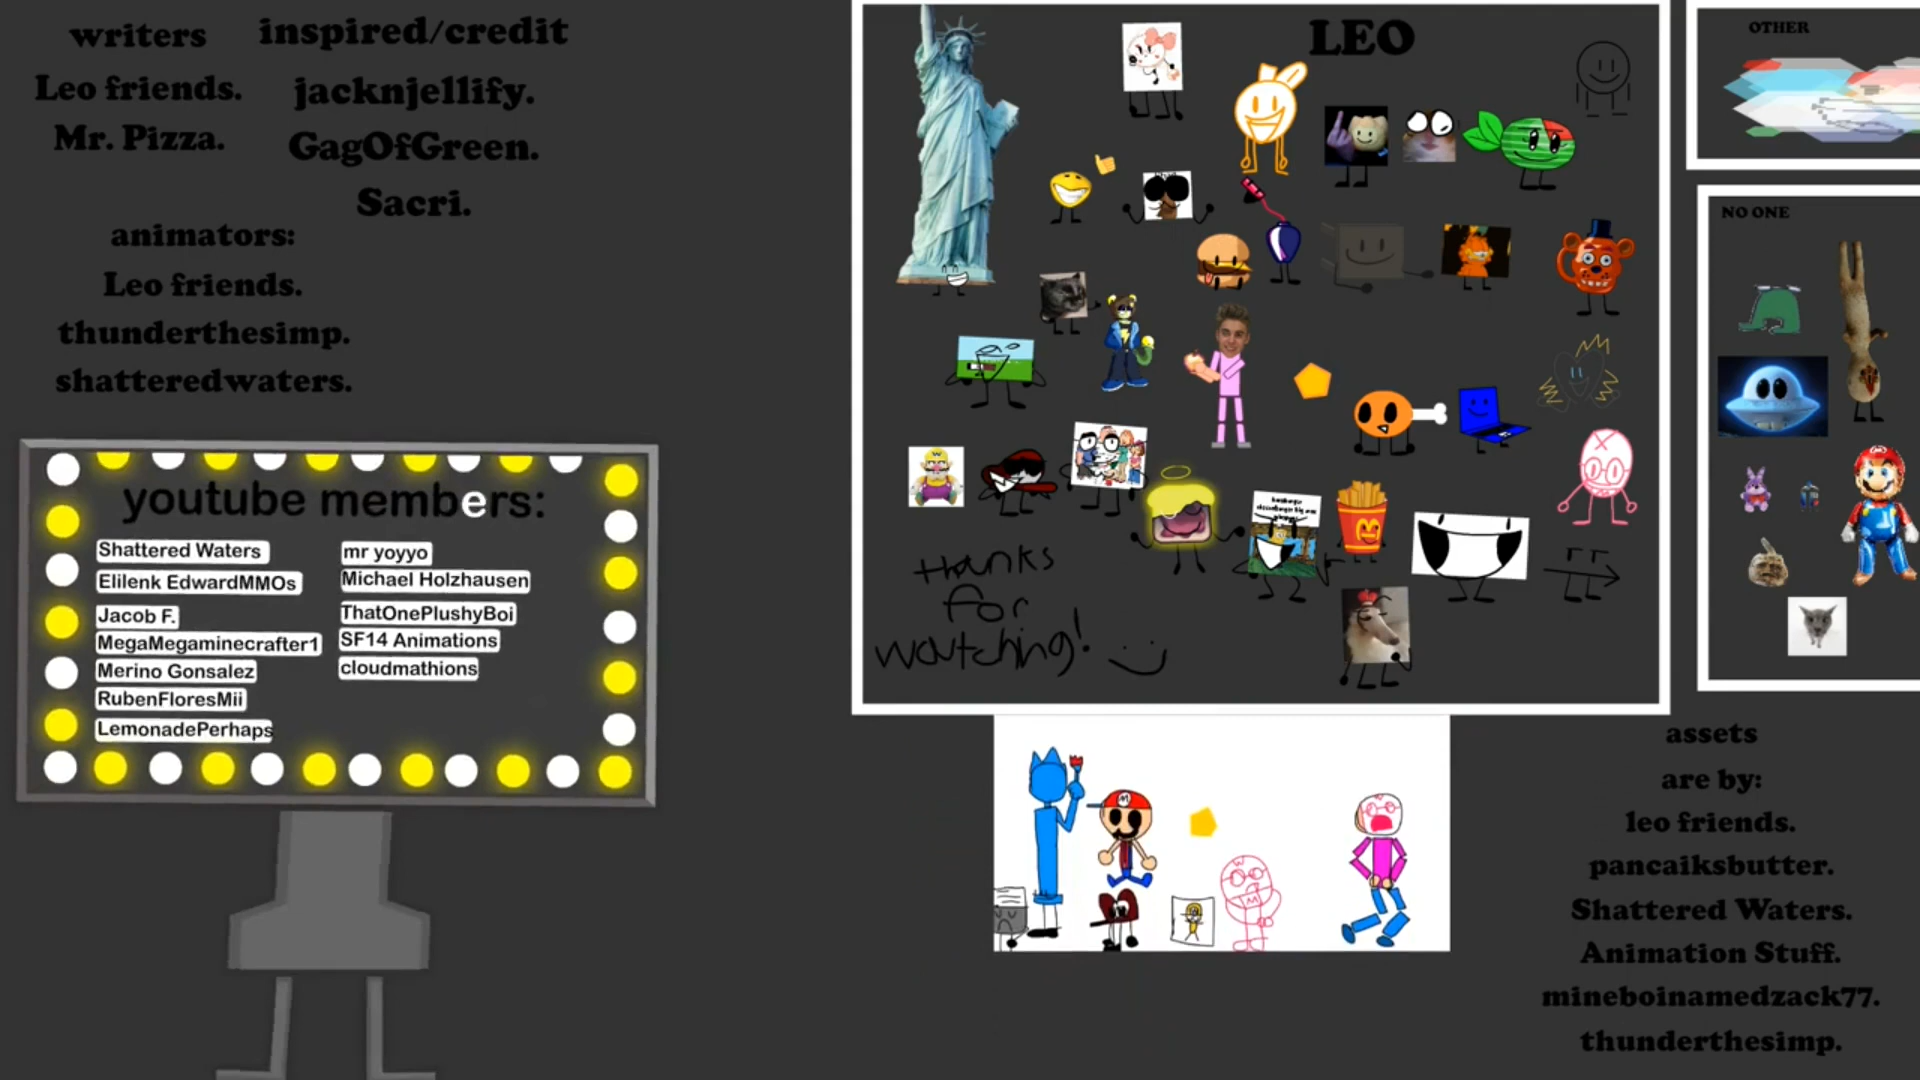 writers
Leo friends.
Mr. Pizza.
inspired/credit
jacknjellify.
GagOfGreen.
Sacri.
animators:
Leo friends.
thunderthesimp.
shatteredwaters.
youtube members:
Shattered Waters
Elilenk EdwardMMOs
Jacob F.
MegaMegaminecrafter1
Merino Gonsalez
RubenFloresMii
LemonadePerhaps
mr yoyyo
Michael Holzhausen
ThatOnePlushyBoi
SF14 Animations
cloudmathions
LEO
thanks
for
watching!
OTHER
NO ONE
assets
are by:
leo friends.
pancaiksbutter.
Shattered Waters.
Animation Stuff.
mineboinamedzack77.
thunderthesimp.